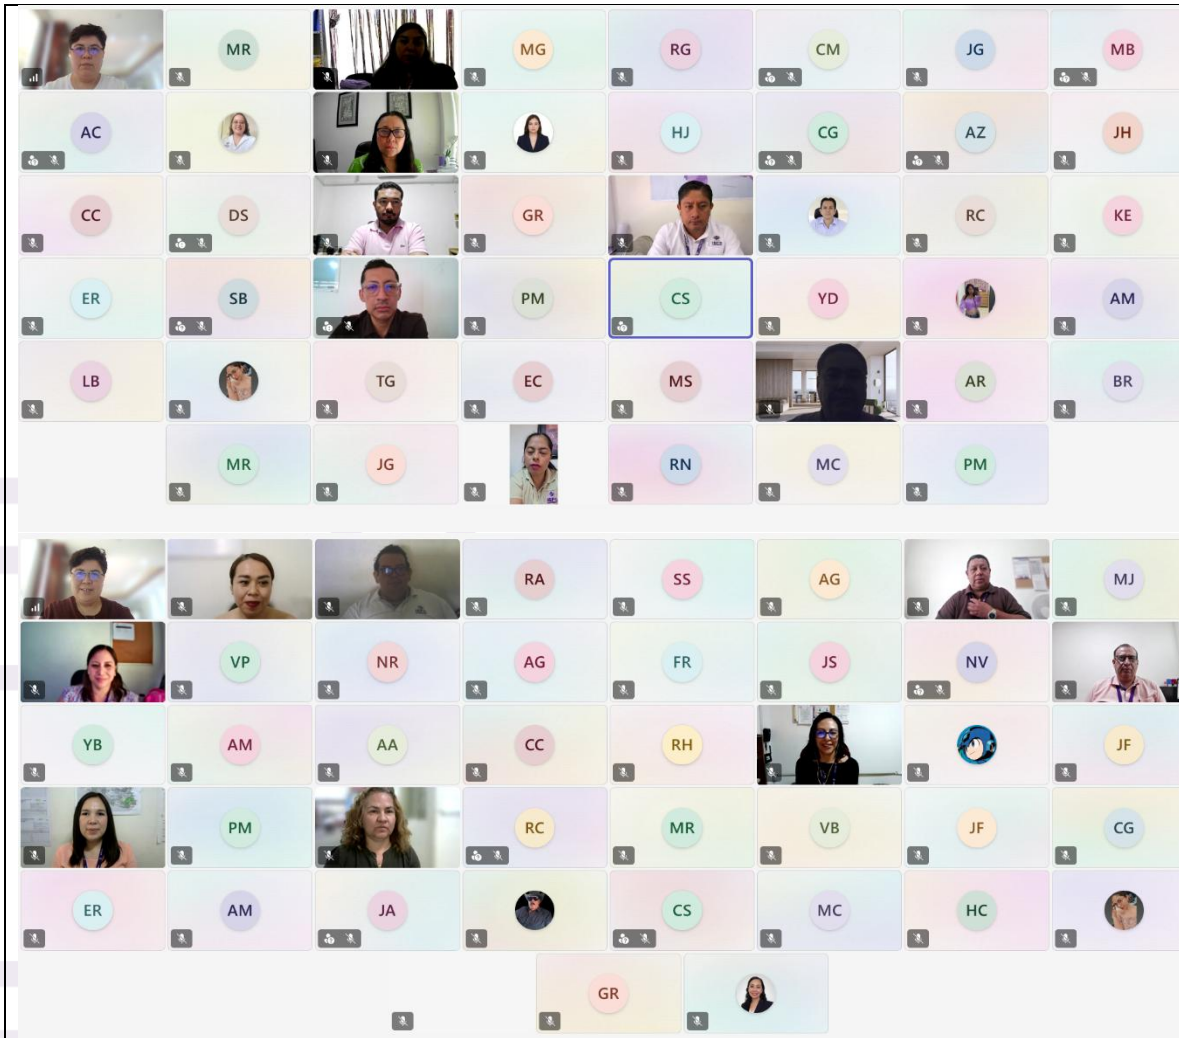 MR MG RG CM JG MB
AC HJ CG AZ JH
CC DS GR RC KE
ER SB PM CS YD AM
LB TG EC MS AR BR
MR JG RN MC PM
RA SS AG MJ
VP NR AG FR JS NV
YB AM AA CC RH JF
PM RC MR VB JF CG
ER AM JA CS MC HC
GR